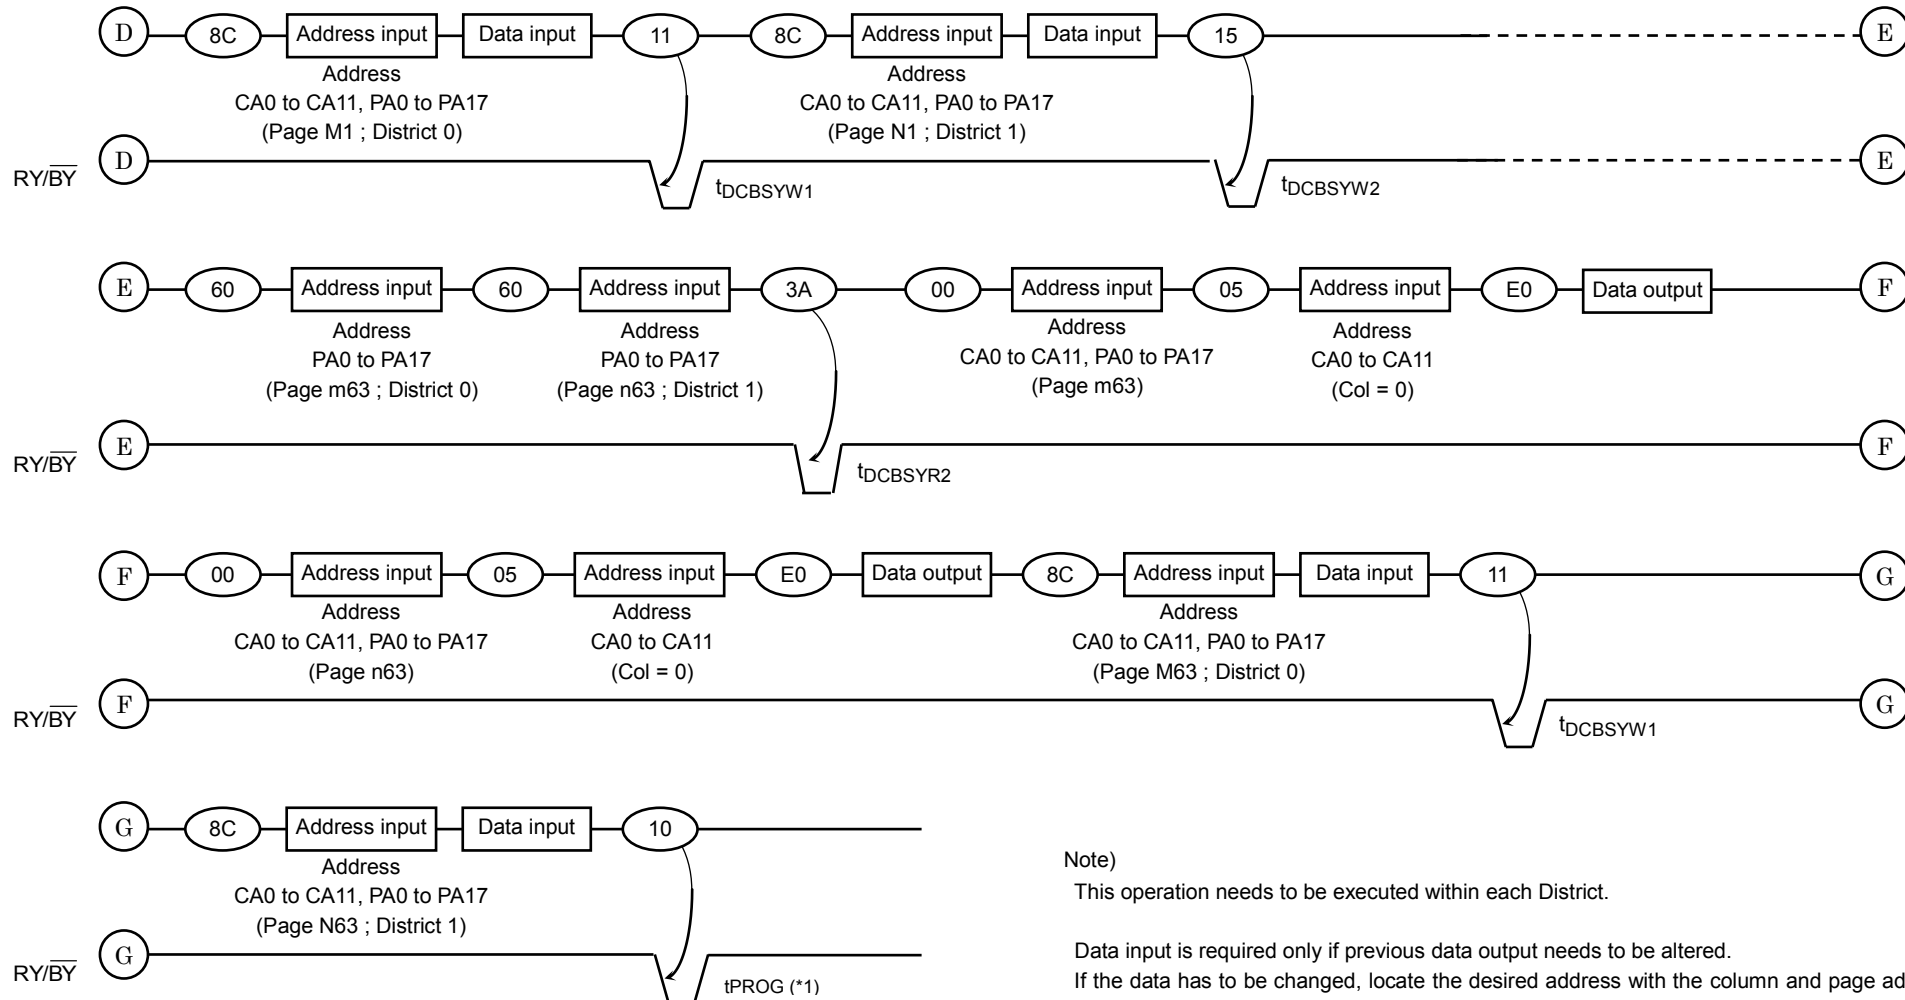 D 8C Address input Data input 11 8C Address input Data input 15 E
Address Address
CA0 to CA11, PA0 to PA17 CA0 to CA11, PA0 to PA17
(Page M1 ; District 0) (Page N1 ; District 1)
RY/BY D tDCBSYW1 tDCBSYW2 E
E 60 Address input 60 Address input 3A 00 Address input 05 Address input E0 Data output F
Address Address Address Address
PA0 to PA17 PA0 to PA17 CA0 to CA11, PA0 to PA17 CA0 to CA11
(Page m63 ; District 0) (Page n63 ; District 1) (Page m63) (Col = 0)
RY/BY E tDCBSYR2 F
F 00 Address input 05 Address input E0 Data output 8C Address input Data input 11 G
Address Address Address
CA0 to CA11, PA0 to PA17 CA0 to CA11 CA0 to CA11, PA0 to PA17
(Page n63) (Col = 0) (Page M63 ; District 0)
RY/BY F tDCBSYW1 G
G 8C Address input Data input 10
Address
CA0 to CA11, PA0 to PA17
(Page N63 ; District 1)
RY/BY G tPROG (*1)
Note)
This operation needs to be executed within each District.
Data input is required only if previous data output needs to be altered.
If the data has to be changed, locate the desired address with the column and page ad